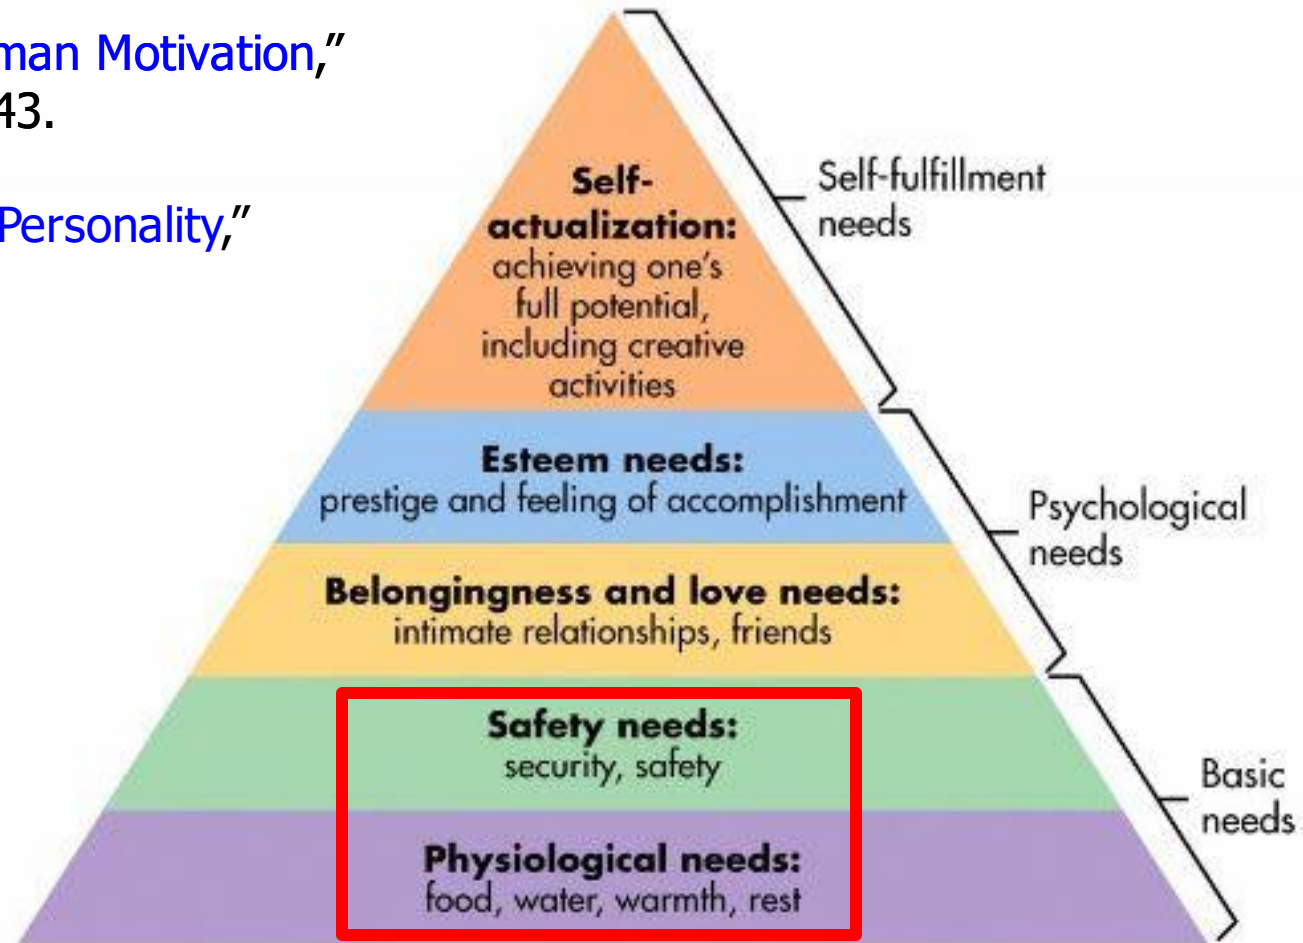 man Motivation,”
43.
Personality,”
Self-
actualization:
achieving one’s
full potential,
including creative
activities
Self-fulfillment
needs
Esteem needs:
prestige and feeling of accomplishment
Psychological
needs
Belongingness and love needs:
intimate relationships, friends
Safety needs:
security, safety
Basic
needs
Physiological needs:
food, water, warmth, rest